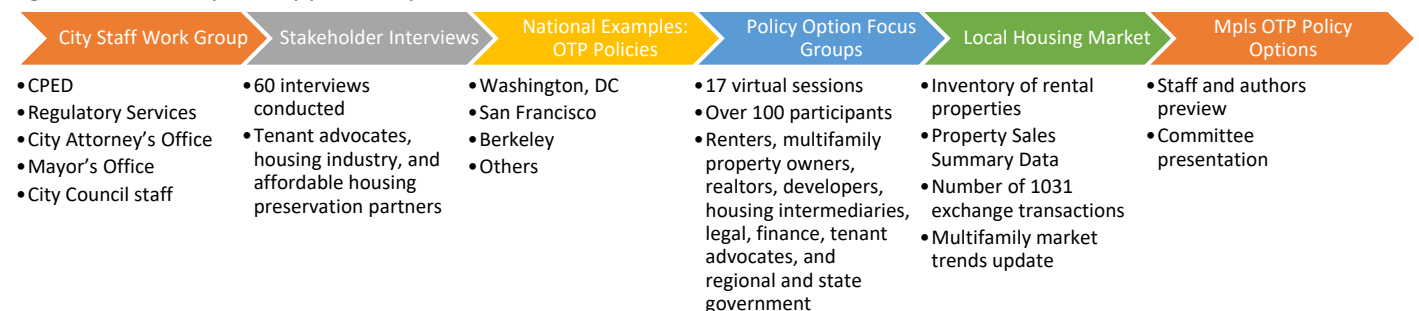 City Staff Work Group
•CPED
•Regulatory Services
•City Attorney's Office
•Mayor's Office
•City Council staff
Stakeholder Interviews
•60 interviews
conducted
•Tenant advocates,
housing industry, and
affordable housing
preservation partners
National Examples:
OTP Policies
•Washington, DC
•San Francisco
•Berkeley
•Others
Policy Option Focus
Groups
•17 virtual sessions
•Over 100 participants
•Renters, multifamily
property owners,
realtors, developers,
housing intermediaries,
legal, finance, tenant
advocates, and
regional and state
government
Local Housing Market
•Inventory of rental
properties
•Property Sales
Summary Data
•Number of 1031
exchange transactions
•Multifamily market
trends update
Mpls OTP Policy
Options
•Staff and authors
preview
•Committee
presentation